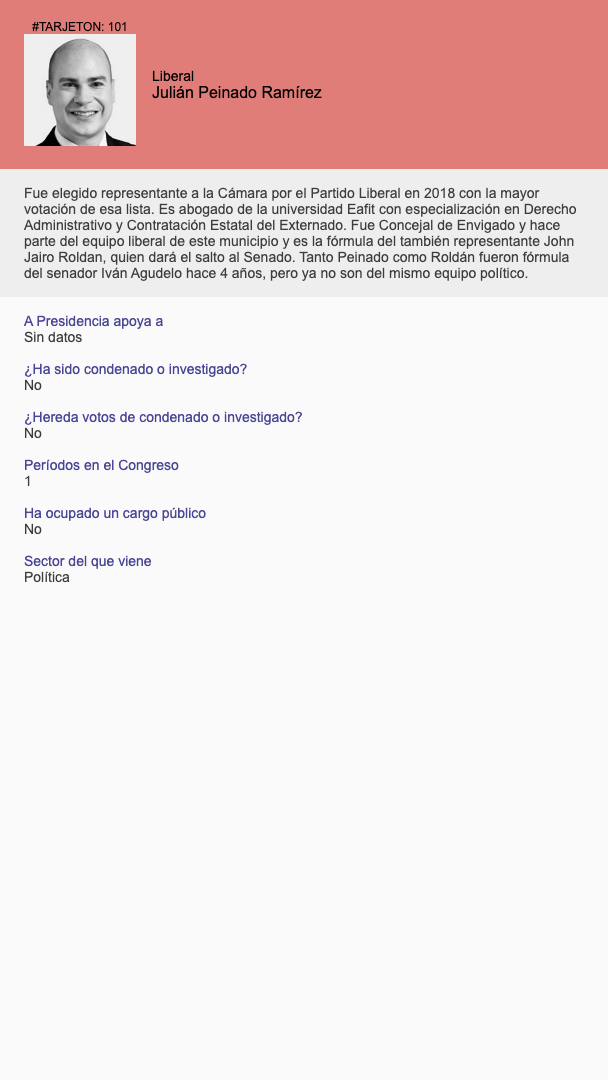 #TARJETON: 101
Liberal
Julián Peinado Ramírez
Fue elegido representante a la Cámara por el Partido Liberal en 2018 con la mayor
votación de esa lista. Es abogado de la universidad Eafit con especialización en Derecho
Administrativo y Contratación Estatal del Externado. Fue Concejal de Envigado y hace
parte del equipo liberal de este municipio y es la fórmula del también representante John
Jairo Roldan, quien dará el salto al Senado. Tanto Peinado como Roldán fueron fórmula
del senador Iván Agudelo hace 4 años, pero ya no son del mismo equipo político.
A Presidencia apoya a
Sin datos
¿Ha sido condenado o investigado?
No
¿Hereda votos de condenado o investigado?
No
Períodos en el Congreso
1
Ha ocupado un cargo público
No
Sector del que viene
Política